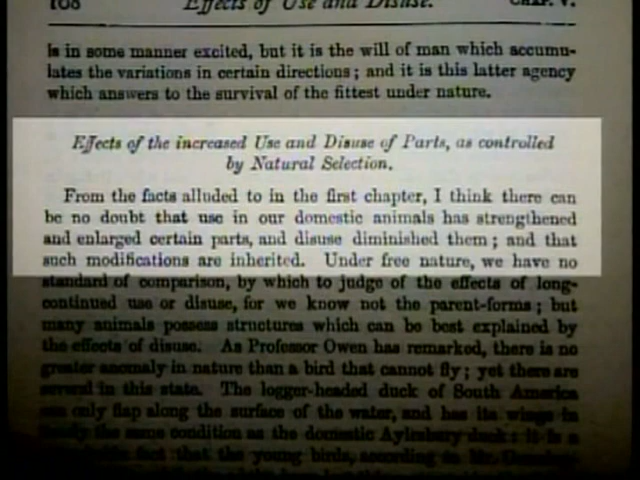 108 Effects of Use and Disuse. CHAP. V.
is in some manner excited, but it is the will of man which accumu-
lates the variations in certain directions; and it is this latter agency
which answers to the survival of the fittest under nature.
Effects of the increased Use and Disuse of Parts, as controlled
by Natural Selection.
From the facts alluded to in the first chapter, I think there can
be no doubt that use in our domestic animals has strengthened
and enlarged certain parts, and disuse diminished them; and that
such modifications are inherited. Under free nature, we have no
standard of comparison, by which to judge of the effects of long-
continued use or disuse, for we know not the parent-forms; but
many animals possess structures which can be best explained by
the effects of disuse. As Professor Owen has remarked, there is no
greater anomaly in nature than a bird that cannot fly; yet there are
several in this state. The logger-headed duck of South America
can only flap along the surface of the water, and has its wings in
nearly the same condition as the domestic Aylesbury duck: it is a
fact that the young birds, according to Mr.